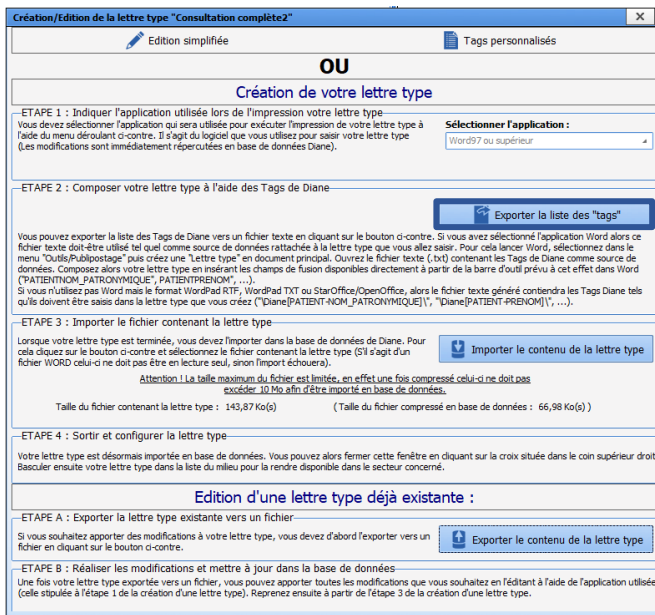 Création/Edition de la lettre type "Consultation complète2"
Edition simplifiée
Tags personnalisés
OU
Création de votre lettre type
ETAPE 1 : Indiquer l'application utilisée lors de l'impression votre lettre type
Vous devez sélectionner l'application qui sera utilisée pour exécuter l'impression de votre lettre type à
l'aide du menu déroulant ci-contre. Il s'agit du logiciel que vous utilisez pour saisir votre lettre type
(Les modifications sont immédiatement répercutées en base de données Diane).
Sélectionner l'application :
Word97 ou supérieur
ETAPE 2 : Composer votre lettre type à l'aide des Tags de Diane
Exporter la liste des "tags"
Vous pouvez exporter la liste des Tags de Diane vers un fichier texte en cliquant sur le bouton ci-contre. Si vous avez sélectionné l'application Word alors ce
fichier texte doit-être utilisé tel quel comme source de données rattachée à la lettre type que vous allez saisir. Pour cela lancer Word, sélectionnez dans le
menu "Outils/Publipostage" puis créez une "Lettre type" en document principal. Ouvrez le fichier texte (.txt) contenant les Tags de Diane comme source de
données. Composez alors votre lettre type en insérant les champs de fusion disponibles directement à partir de la barre d'outil prévu à cet effet dans Word
("PATIENTNOM_PATRONYMIQUE", PATIENTPRENOM", ...).
Si vous n'utilisez pas Word mais le format WordPad RTF, WordPad TXT ou StarOffice/OpenOffice, alors le fichier texte généré contiendra les Tags Diane tels
qu'ils doivent être saisis dans la lettre type que vous créez ("\Diane[PATIENT-NOM_PATRONYMIQUE]\", "\Diane[PATIENT-PRENOM]\", ...).
ETAPE 3 : Importer le fichier contenant la lettre type
Lorsque votre lettre type est terminée, vous devez l'importer dans la base de données de Diane. Pour
cela cliquez sur le bouton ci-contre et sélectionnez le fichier contenant la lettre type (S'il s'agit d'un
fichier WORD celui-ci ne doit pas être en lecture seul, sinon l'import échouera).
Importer le contenu de la lettre type
Attention ! La taille maximum du fichier est limitée, en effet une fois compressé celui-ci ne doit pas
excéder 10 Mo afin d'être importé en base de données.
Taille du fichier contenant la lettre type : 143,87 Ko(s)
( Taille du fichier compressé en base de données : 66,98 Ko(s) )
ETAPE 4 : Sortir et configurer la lettre type
Votre lettre type est désormais importée en base de données. Vous pouvez alors fermer cette fenêtre en cliquant sur la croix située dans le coin supérieur droit
Basculer ensuite votre lettre type dans la liste du milieu pour la rendre disponible dans le secteur concerné.
Edition d'une lettre type déjà existante :
ETAPE A : Exporter la lettre type existante vers un fichier
Si vous souhaitez apporter des modifications à votre lettre type, vous devez d'abord l'exporter vers un
fichier en cliquant sur le bouton ci-contre.
Exporter le contenu de la lettre type
ETAPE B : Réaliser les modifications et mettre à jour dans la base de données
Une fois votre lettre type exportée vers un fichier, vous pouvez apporter toutes les modifications que vous souhaitez en l'éditant à l'aide de l'application utilisée
(celle stipulée à l'étape 1 de la création d'une lettre type). Reprenez ensuite à partir de l'étape 3 de la création d'une lettre type.